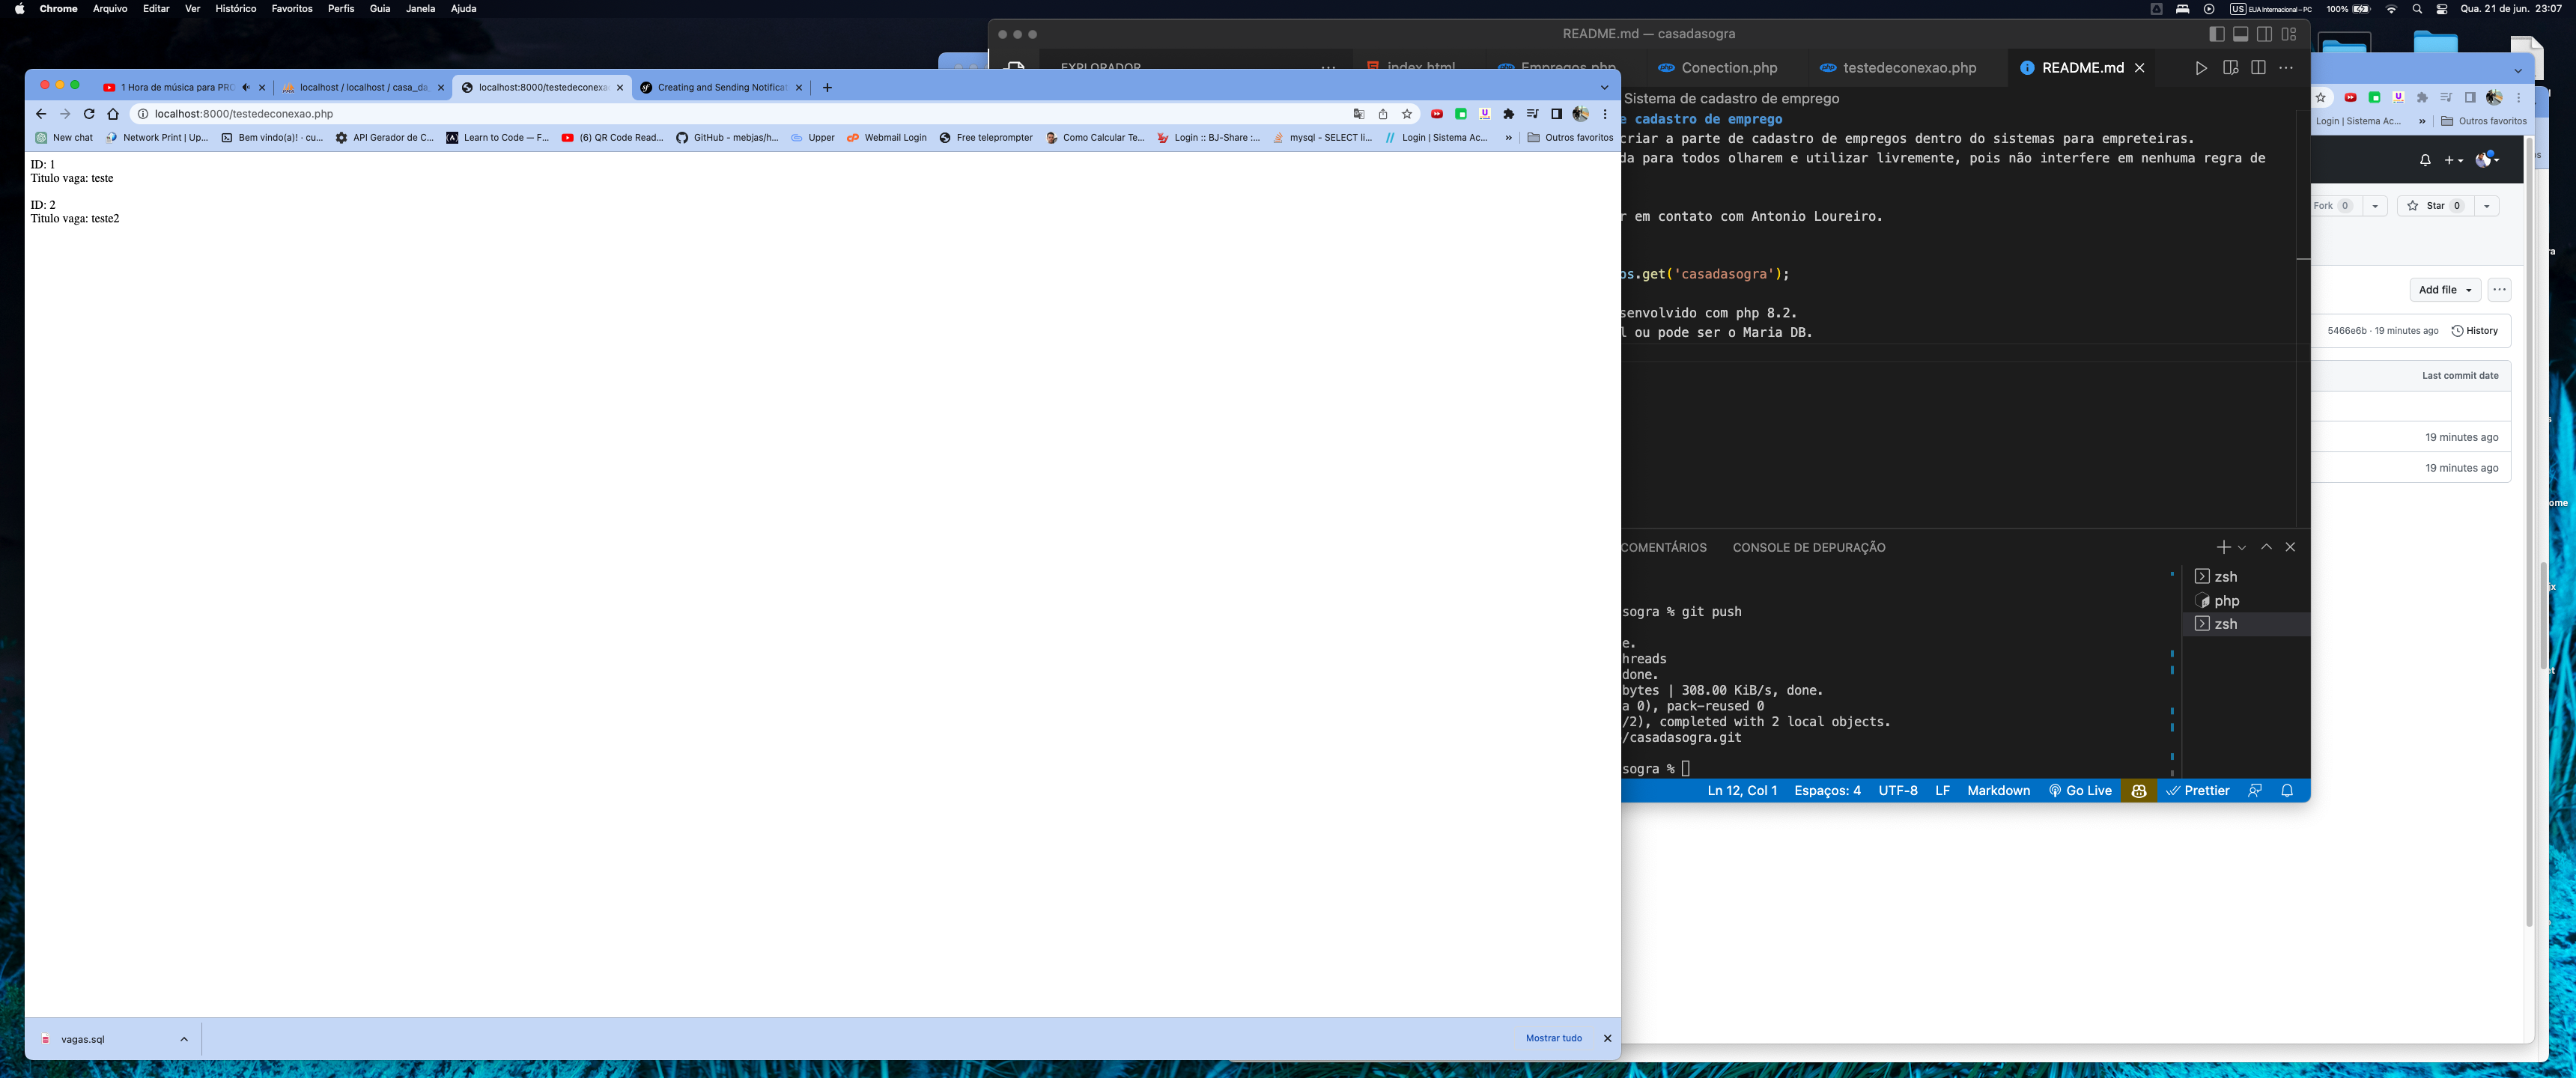 Chrome Arquivo Editar Ver Histórico Favoritos Perfis Guia Janela Ajuda
US EUA Internacional – PC 100% Qua. 21 de jun. 23:07
README.md — casadasogra
EXPLORADOR
index.html Empregos.php Conection.php testedeconexao.php README.md
1 Hora de música para PRO
localhost / localhost / casa_da
localhost:8000/testedeconexa
Creating and Sending Notificat
localhost:8000/testedeconexao.php
New chat Network Print | Up... Bem vindo(a)! · cu... API Gerador de C... Learn to Code — F... (6) QR Code Read... GitHub - mebjas/h... Upper Webmail Login Free teleprompter Como Calcular Te... Login :: BJ-Share :... mysql - SELECT li... Login | Sistema Ac... » Outros favoritos
ID: 1
Titulo vaga: teste
ID: 2
Titulo vaga: teste2
vagas.sql
Mostrar tudo
Sistema de cadastro de emprego
e cadastro de emprego
criar a parte de cadastro de empregos dentro do sistemas para empreteiras.
da para todos olharem e utilizar livremente, pois não interfere em nenhuma regra de
r em contato com Antonio Loureiro.
os.get('casadasogra');
senvolvido com php 8.2.
l ou pode ser o Maria DB.
COMENTÁRIOS CONSOLE DE DEPURAÇÃO
sogra % git push
e.
hreads
done.
bytes | 308.00 KiB/s, done.
a 0), pack-reused 0
/2), completed with 2 local objects.
/casadasogra.git
sogra %
zsh
php
zsh
Ln 12, Col 1 Espaços: 4 UTF-8 LF Markdown Go Live Prettier
Login | Sistema Ac... » Outros favoritos
Fork 0 Star 0
Add file
5466e6b · 19 minutes ago History
Last commit date
19 minutes ago
19 minutes ago
ome